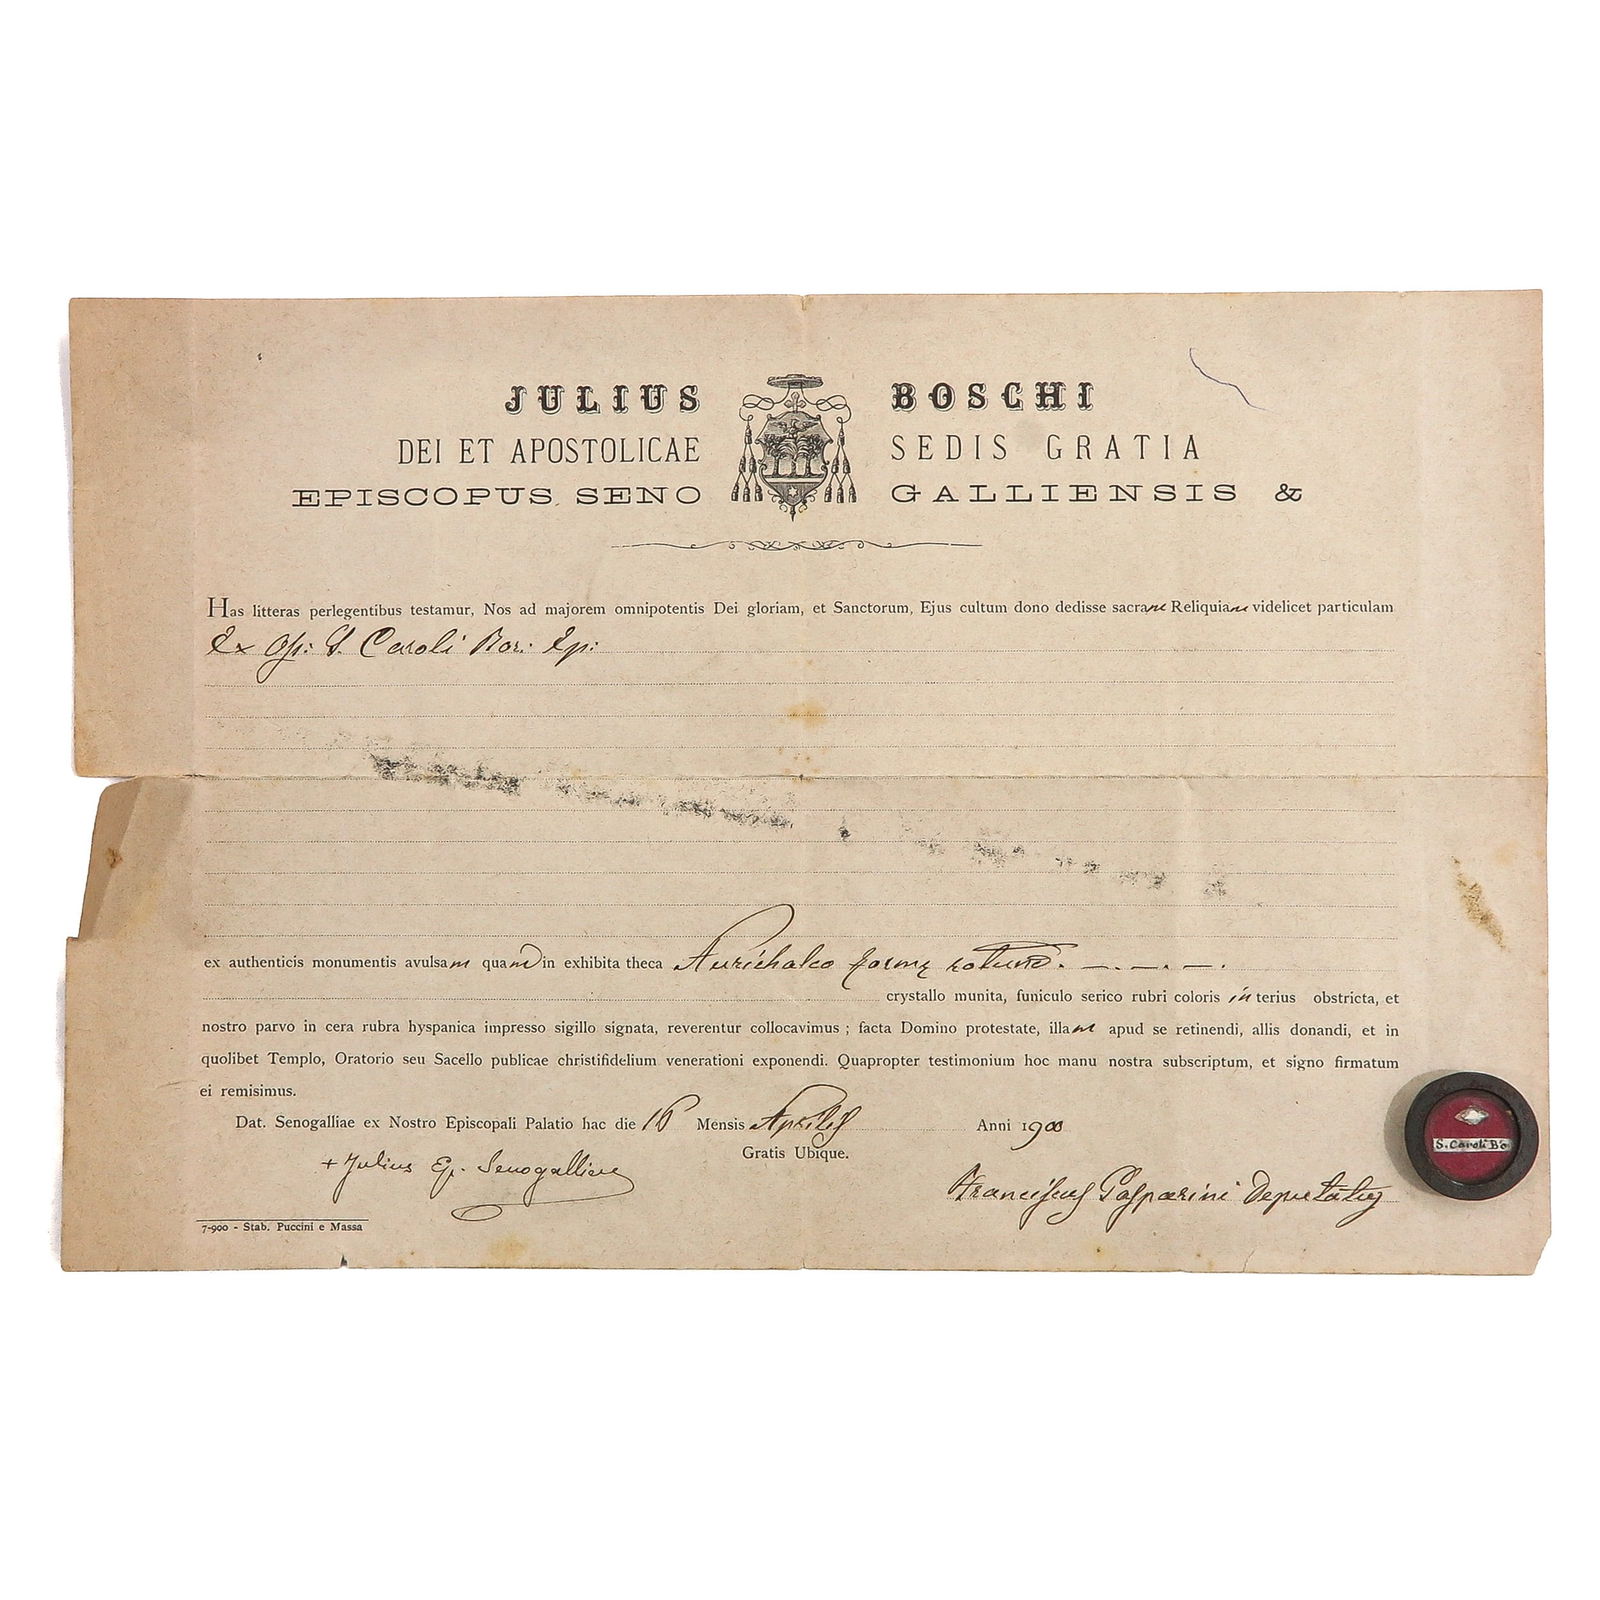 JULIUS BOSCHI
DEI ET APOSTOLICAE SEDIS GRATIA
EPISCOPUS SENO GALLIENSIS &
Has litteras perlegentibus testamur, Nos ad majorem omnipotentis Dei gloriam, et Sanctorum, Ejus cultum dono dedisse sacram Reliquiam videlicet particulam
Ex Oss: S. Caroli Bor: Ep:
ex authenticis monumentis avulsam quam in exhibita theca Aurichalco formę rotund.
crystallo munita, funiculo serico rubri coloris interius obstricta, et
nostro parvo in cera rubra hyspanica impresso sigillo signata, reverentur collocavimus ; facta Domino protestate, illam apud se retinendi, allis donandi, et in
quolibet Templo, Oratorio seu Sacello publicae christifidelium venerationi exponendi. Quapropter testimonium hoc manu nostra subscriptum, et signo firmatum
ei remisimus.
Dat. Senogalliae ex Nostro Episcopali Palatio hac die 16 Mensis Aprilis Anni 1900
Gratis Ubique.
+ Julius Ep. Senogallien
Franciscus Gasparini Deputatus
7-900 - Stab. Puccini e Massa
S. Caroli Bo